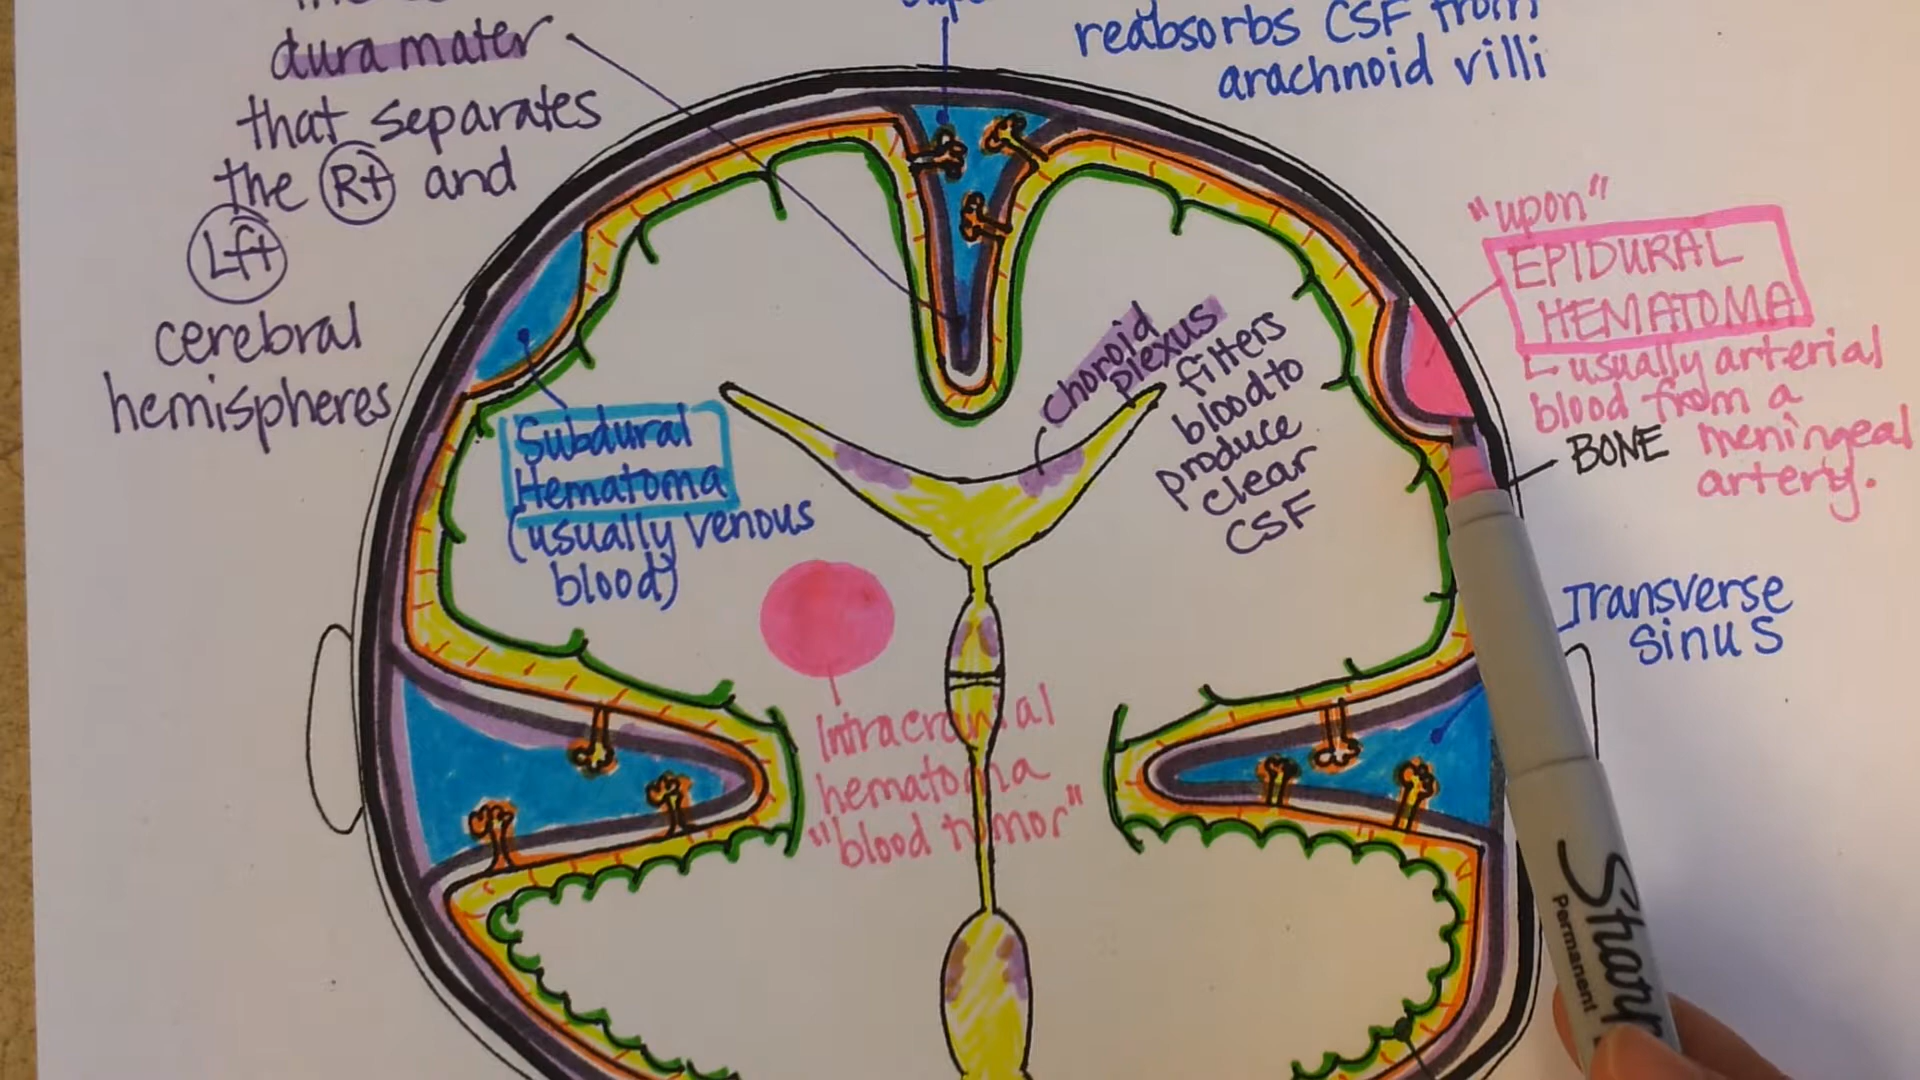 dura mater
that separates
the Rt and
Lft
cerebral
hemispheres
reabsorbs CSF from
arachnoid villi
"upon"
EPIDURAL
HEMATOMA
usually arterial
blood from a
meningeal
artery.
BONE
choroid
plexus
filters
blood to
produce
clear
CSF
Subdural
Hematoma
(usually venous
blood)
Transverse
sinus
Intracranial
hematoma
"blood tumor"
Sharp
Permanent